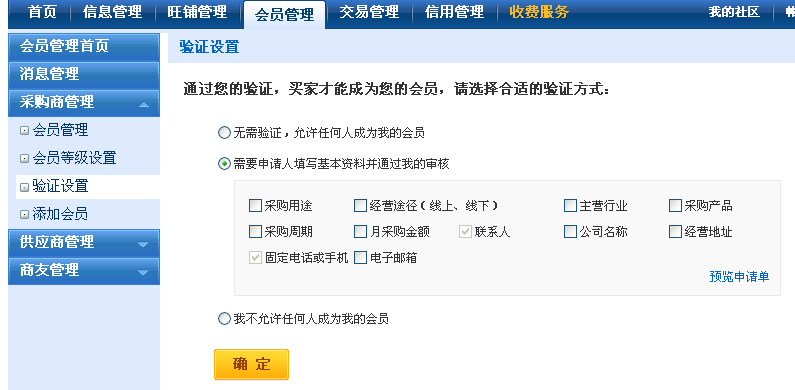 首页 信息管理 旺铺管理 会员管理 交易管理 信用管理 收费服务 我的社区
会员管理首页
消息管理
采购商管理
会员管理
会员等级设置
验证设置
添加会员
供应商管理
商友管理
验证设置
通过您的验证，买家才能成为您的会员，请选择合适的验证方式：
无需验证，允许任何人成为我的会员
需要申请人填写基本资料并通过我的审核
采购用途 经营途径（线上、线下） 主营行业 采购产品
采购周期 月采购金额 联系人 公司名称 经营地址
固定电话或手机 电子邮箱
预览申请单
我不允许任何人成为我的会员
确 定